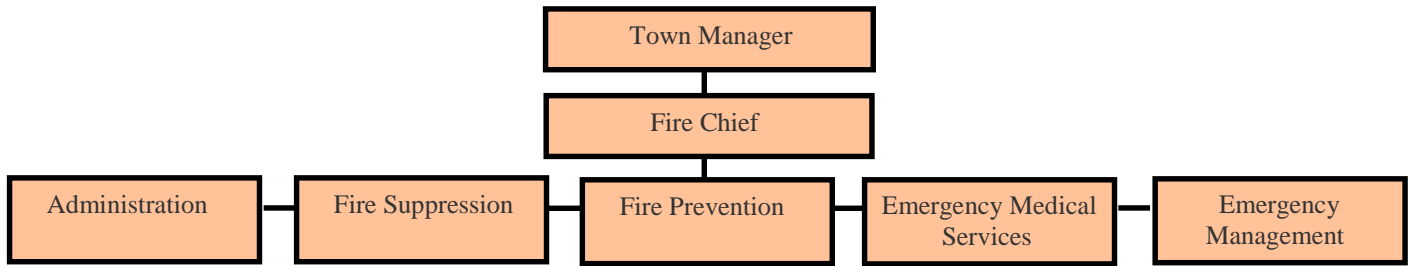 Town Manager
Fire Chief
Administration
Fire Suppression
Fire Prevention
Emergency Medical
Services
Emergency
Management